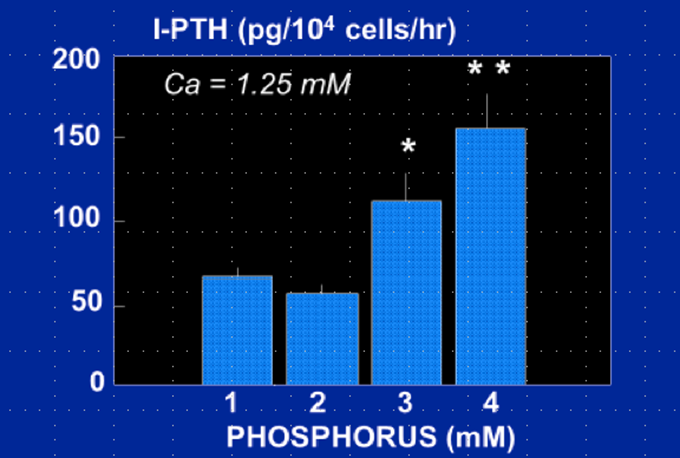 I-PTH (pg/10⁴ cells/hr)
200
Ca = 1.25 mM
* *
150
*
100
50
0
1 2 3 4
PHOSPHORUS (mM)